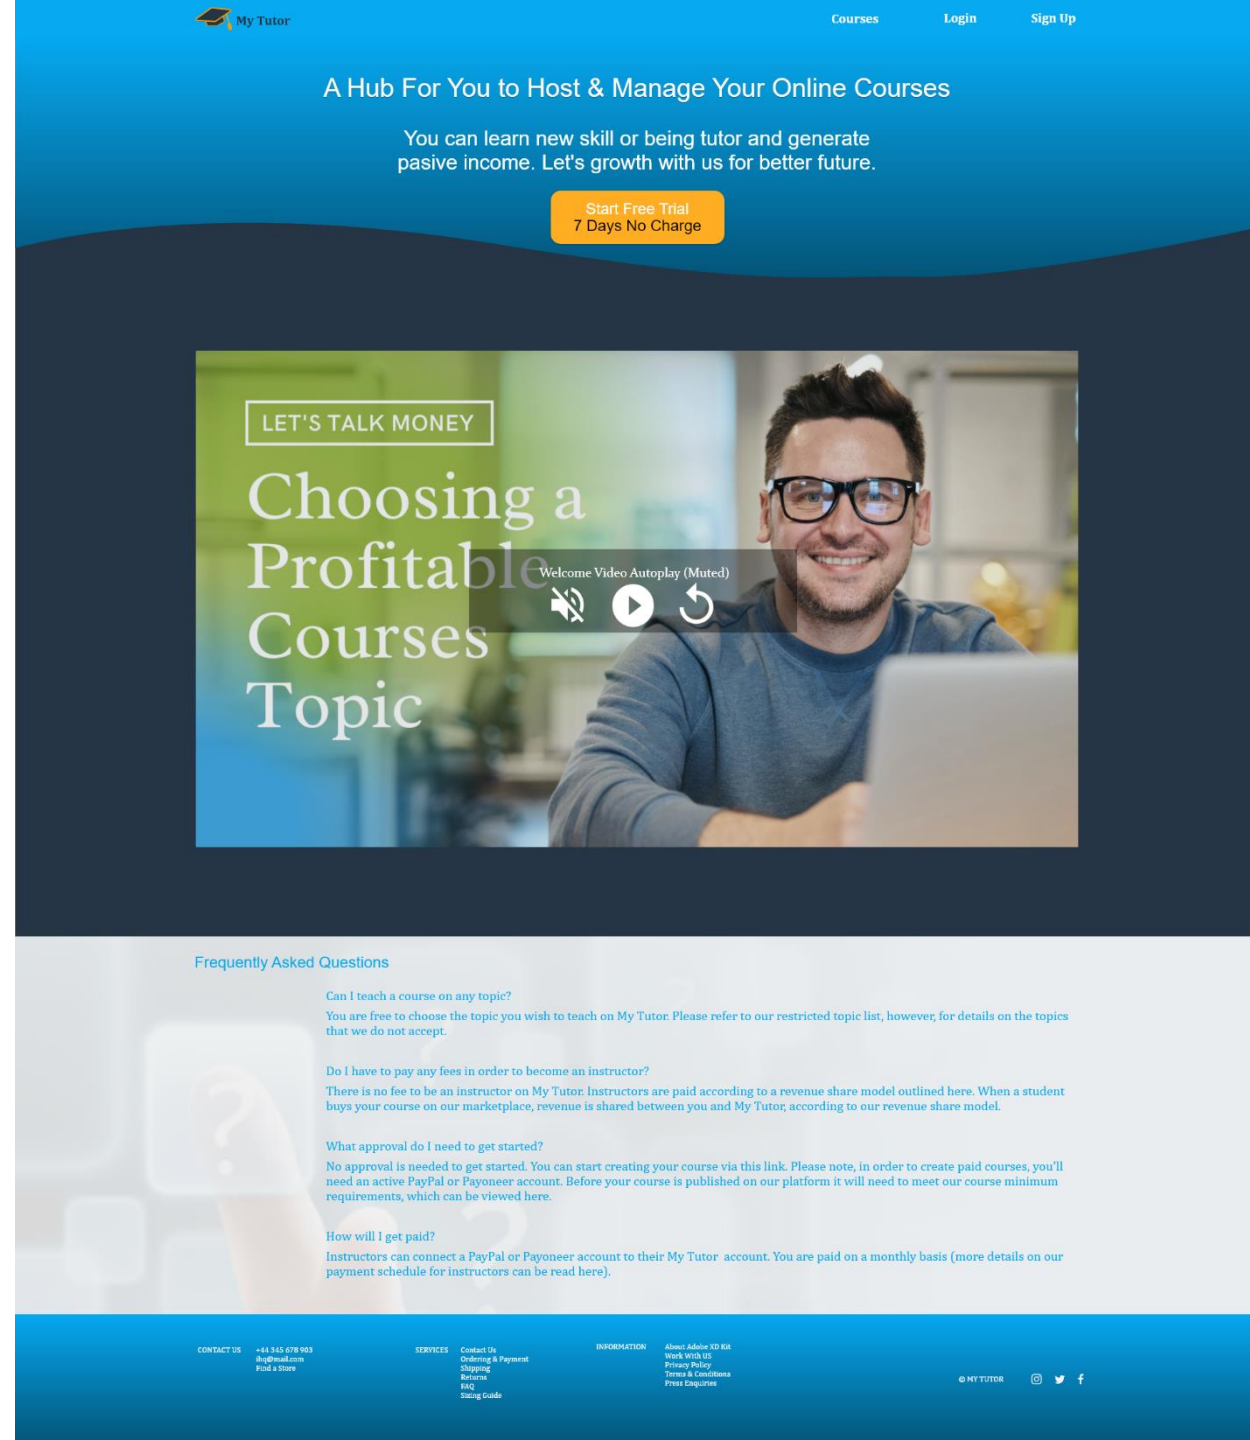 My Tutor
Courses
Login
Sign Up
A Hub For You to Host & Manage Your Online Courses
You can learn new skill or being tutor and generate
pasive income. Let's growth with us for better future.
Start Free Trial
7 Days No Charge
LET'S TALK MONEY
Choosing a
Profitable
Courses
Topic
Welcome Video Autoplay (Muted)
Frequently Asked Questions
Can I teach a course on any topic?
You are free to choose the topic you wish to teach on My Tutor. Please refer to our restricted topic list, however, for details on the topics
that we do not accept.
Do I have to pay any fees in order to become an instructor?
There is no fee to be an instructor on My Tutor. Instructors are paid according to a revenue share model outlined here. When a student
buys your course on our marketplace, revenue is shared between you and My Tutor, according to our revenue share model.
What approval do I need to get started?
No approval is needed to get started. You can start creating your course via this link. Please note, in order to create paid courses, you'll
need an active PayPal or Payoneer account. Before your course is published on our platform it will need to meet our course minimum
requirements, which can be viewed here.
How will I get paid?
Instructors can connect a PayPal or Payoneer account to their My Tutor account. You are paid on a monthly basis (more details on our
payment schedule for instructors can be read here).
CONTACT US
+44 345 678 903
ihq@mail.com
Find a Store
SERVICES
Contact Us
Ordering & Payment
Shipping
Returns
FAQ
Sizing Guide
INFORMATION
About Adobe XD Kit
Work With US
Privacy Policy
Terms & Conditions
Press Enquiries
© MY TUTOR